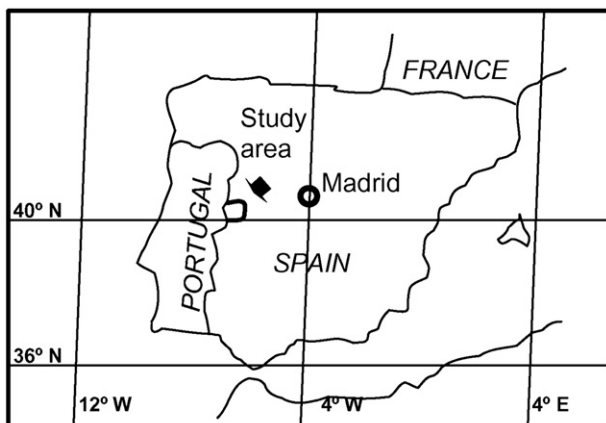 FRANCE
Study
area
Madrid
40º N
PORTUGAL
SPAIN
36º N
12º W
4º W
4º E